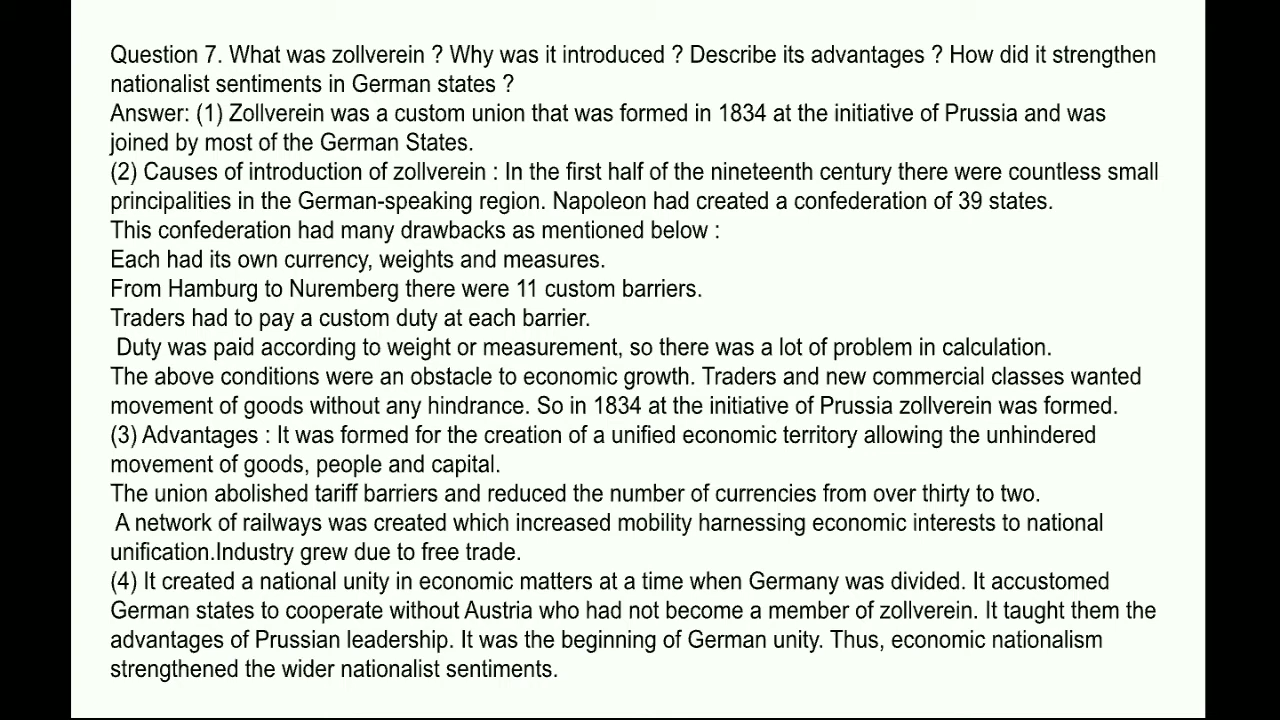 Question 7. What was zollverein ? Why was it introduced ? Describe its advantages ? How did it strengthen
nationalist sentiments in German states ?
Answer: (1) Zollverein was a custom union that was formed in 1834 at the initiative of Prussia and was
joined by most of the German States.
(2) Causes of introduction of zollverein : In the first half of the nineteenth century there were countless small
principalities in the German-speaking region. Napoleon had created a confederation of 39 states.
This confederation had many drawbacks as mentioned below :
Each had its own currency, weights and measures.
From Hamburg to Nuremberg there were 11 custom barriers.
Traders had to pay a custom duty at each barrier.
Duty was paid according to weight or measurement, so there was a lot of problem in calculation.
The above conditions were an obstacle to economic growth. Traders and new commercial classes wanted
movement of goods without any hindrance. So in 1834 at the initiative of Prussia zollverein was formed.
(3) Advantages : It was formed for the creation of a unified economic territory allowing the unhindered
movement of goods, people and capital.
The union abolished tariff barriers and reduced the number of currencies from over thirty to two.
A network of railways was created which increased mobility harnessing economic interests to national
unification.Industry grew due to free trade.
(4) It created a national unity in economic matters at a time when Germany was divided. It accustomed
German states to cooperate without Austria who had not become a member of zollverein. It taught them the
advantages of Prussian leadership. It was the beginning of German unity. Thus, economic nationalism
strengthened the wider nationalist sentiments.